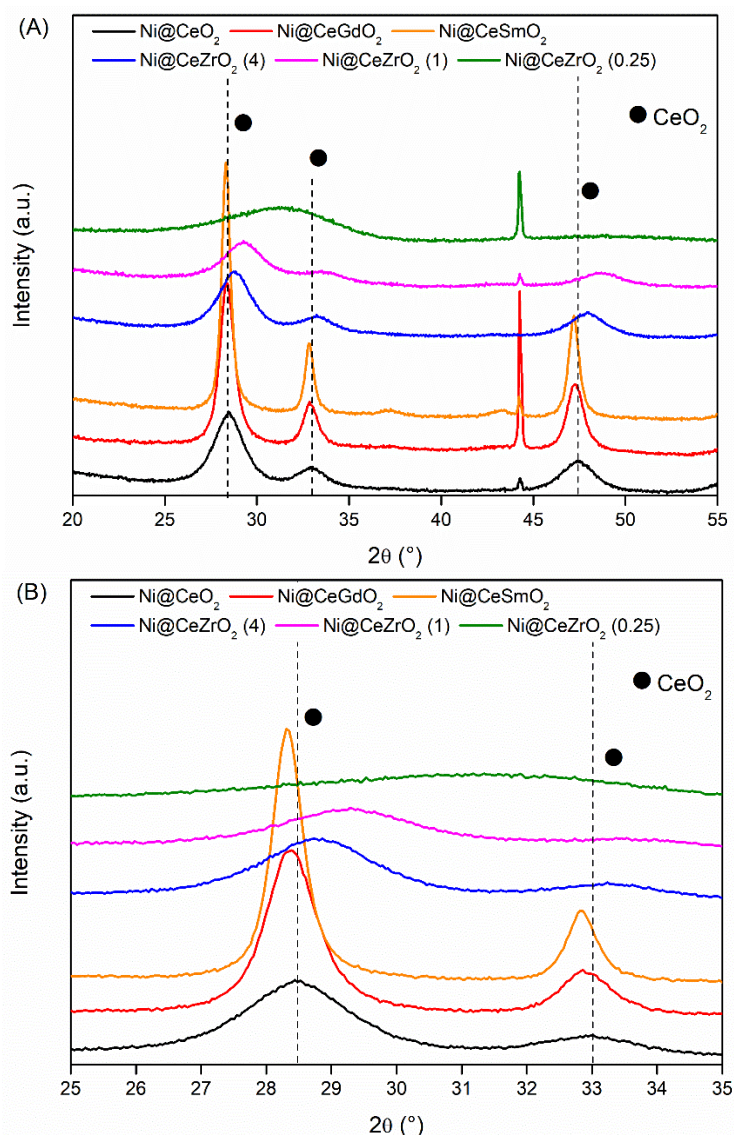 (A)
Ni@CeO₂ Ni@CeGdO₂ Ni@CeSmO₂
Ni@CeZrO₂ (4) Ni@CeZrO₂ (1) Ni@CeZrO₂ (0.25)
CeO₂
Intensity (a.u.)
20 25 30 35 40 45 50 55
2θ (°)
(B)
Ni@CeO₂ Ni@CeGdO₂ Ni@CeSmO₂
Ni@CeZrO₂ (4) Ni@CeZrO₂ (1) Ni@CeZrO₂ (0.25)
CeO₂
Intensity (a.u.)
25 26 27 28 29 30 31 32 33 34 35
2θ (°)